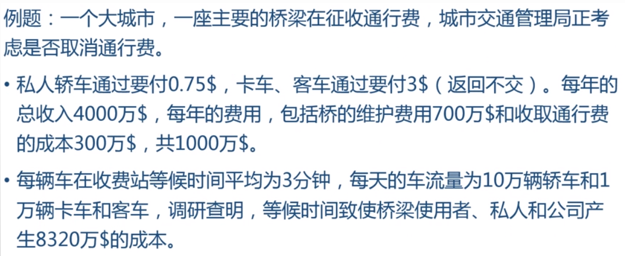 例题：一个大城市，一座主要的桥梁在征收通行费，城市交通管理局正考
虑是否取消通行费。
• 私人轿车通过要付0.75$，卡车、客车通过要付3$（返回不交）。每年的
总收入4000万$，每年的费用，包括桥的维护费用700万$和收取通行费
的成本300万$，共1000万$。
• 每辆车在收费站等候时间平均为3分钟，每天的车流量为10万辆轿车和1
万辆卡车和客车，调研查明，等候时间致使桥梁使用者、私人和公司产
生8320万$的成本。